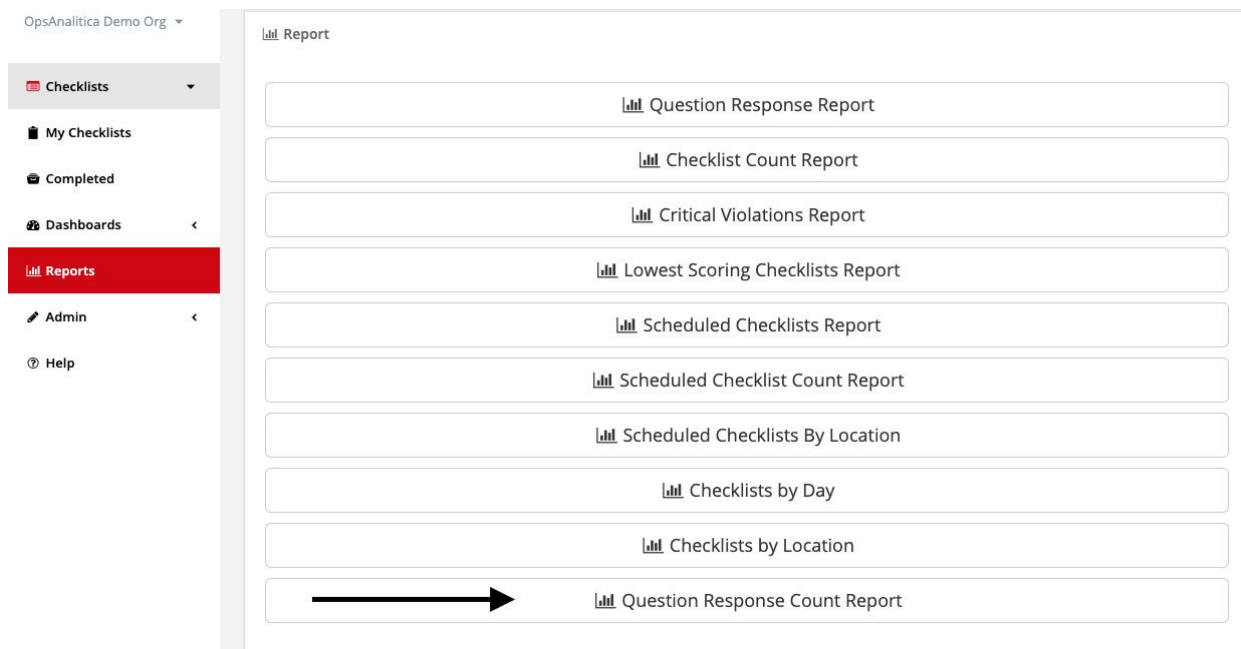 OpsAnalitica Demo Org
Checklists
My Checklists
Completed
Dashboards
Reports
Admin
Help
Report
Question Response Report
Checklist Count Report
Critical Violations Report
Lowest Scoring Checklists Report
Scheduled Checklists Report
Scheduled Checklist Count Report
Scheduled Checklists By Location
Checklists by Day
Checklists by Location
Question Response Count Report